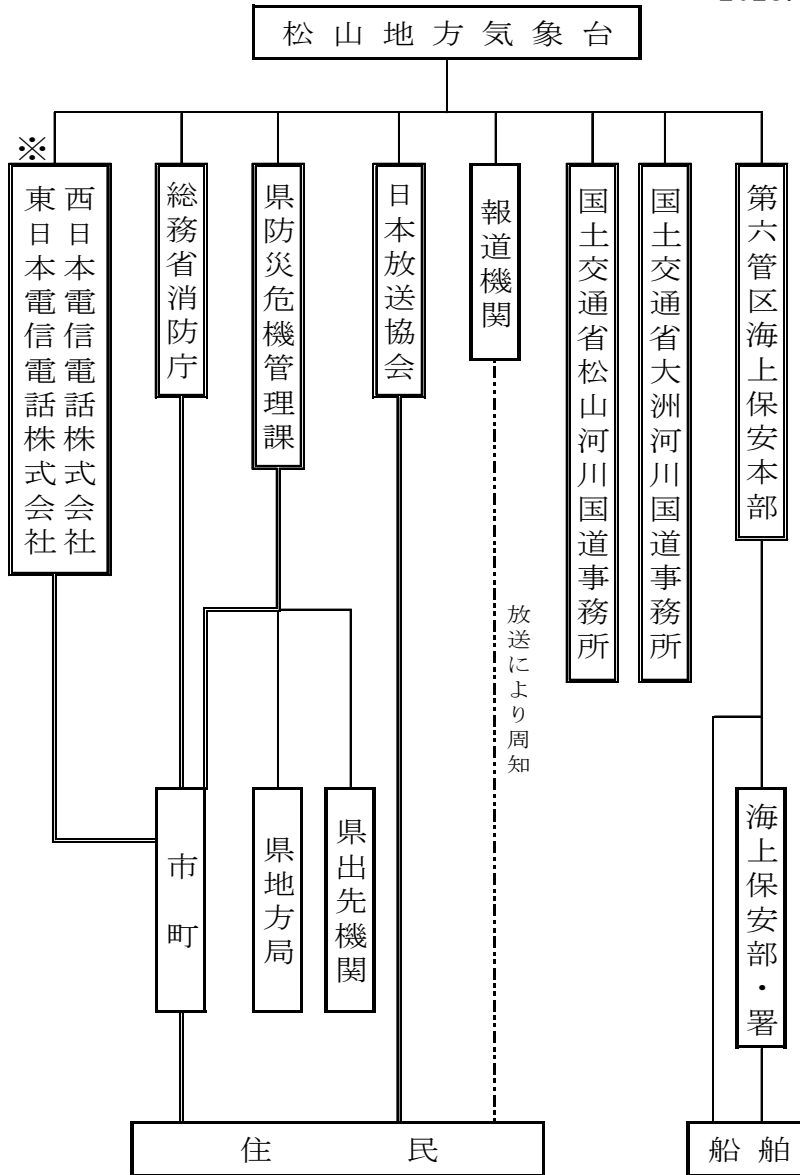 松山地方気象台
※
西日本電信電話株式会社
東日本電信電話株式会社
総務省消防庁
県防災危機管理課
日本放送協会
報道機関
国土交通省松山河川国道事務所
国土交通省大洲河川国道事務所
第六管区海上保安本部
放送により周知
市町
県地方局
県出先機関
海上保安部・署
住民
船舶